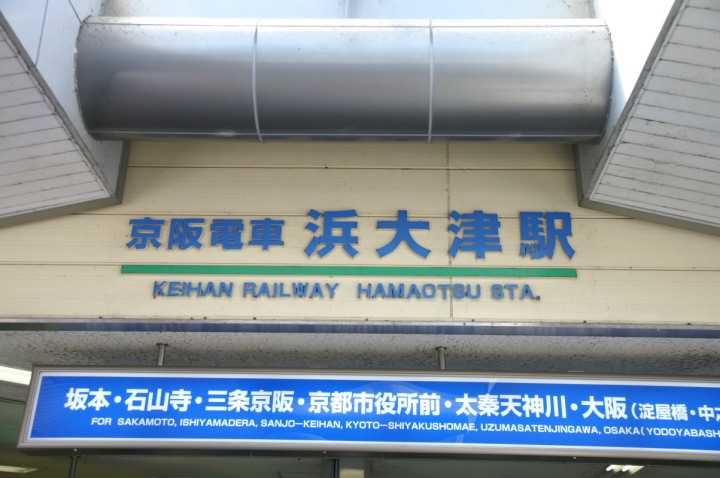 京阪電車 浜大津駅
KEIHAN RAILWAY HAMAOTSU STA.
坂本・石山寺・三条京阪・京都市役所前・太秦天神川・大阪(淀屋橋・中
FOR SAKAMOTO, ISHIYAMADERA, SANJO-KEIHAN, KYOTO-SHIYAKUSHOMAE, UZUMASATENJINGAWA, OSAKA(YODOYABASH